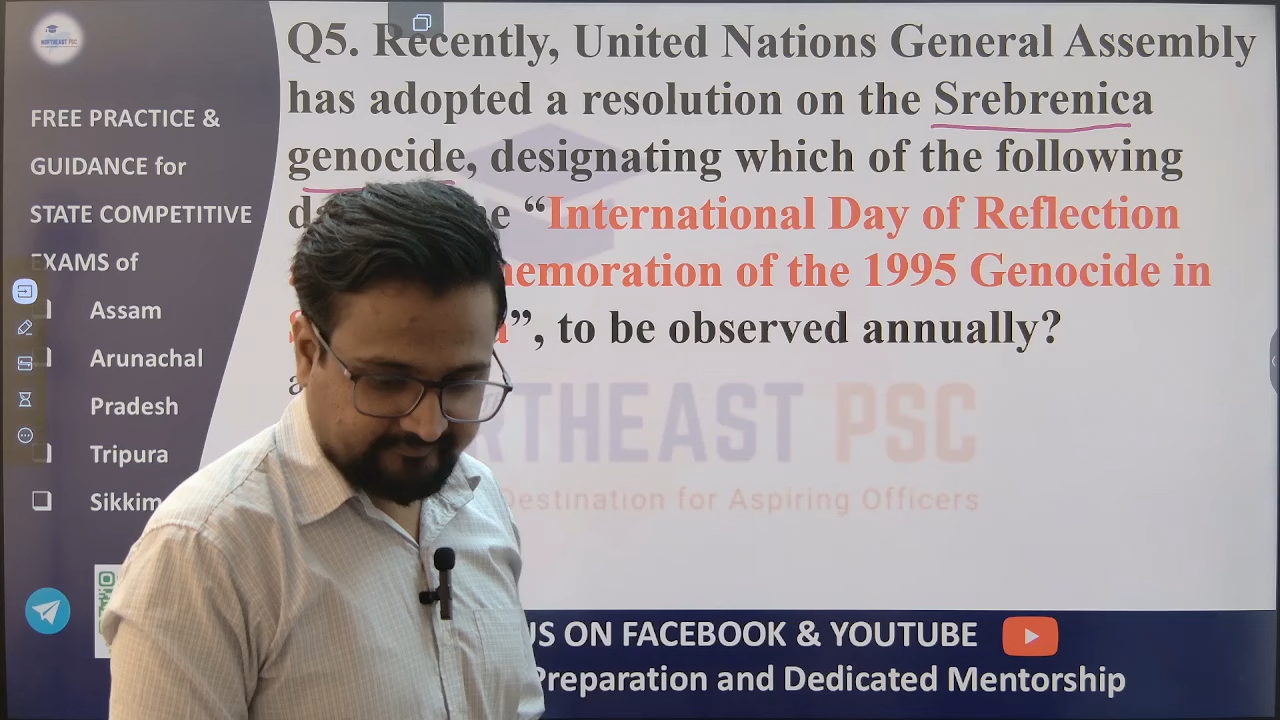 NORTHEAST PSC
FREE PRACTICE &
GUIDANCE for
STATE COMPETITIVE
EXAMS of
Assam
Arunachal
Pradesh
Tripura
Sikkim
Q5. Recently, United Nations General Assembly
has adopted a resolution on the Srebrenica
genocide, designating which of the following
“International Day of Reflection
of the 1995 Genocide in
”, to be observed annually?
PSC
Destination for Aspiring Officers
US ON FACEBOOK & YOUTUBE
Preparation and Dedicated Mentorship